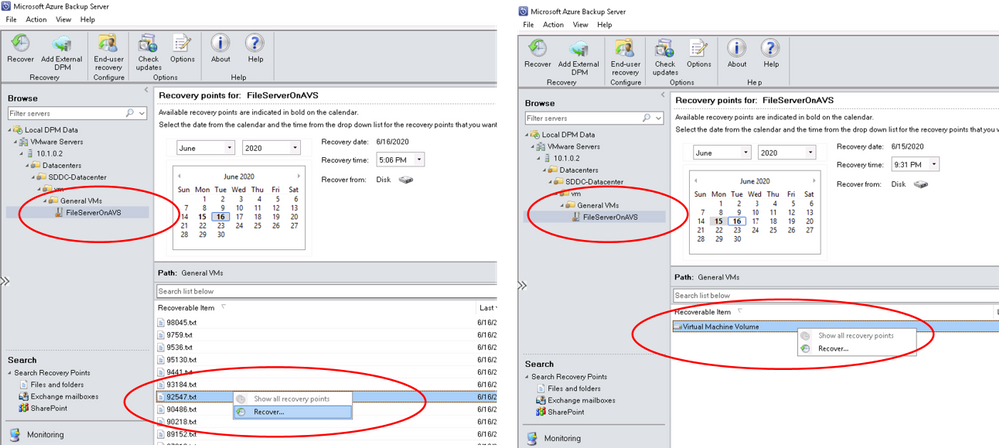 Microsoft Azure Backup Server
File Action View Help
Recover
Add External DPM
End-user recovery
Check updates
Options
About
Help
Recovery
Configure
Options
Help
Browse
Filter servers
Local DPM Data
VMware Servers
10.1.0.2
Datacenters
SDDC-Datacenter
vm
General VMs
FileServerOnAVS
Search
Search Recovery Points
Files and folders
Exchange mailboxes
SharePoint
Monitoring
Recovery points for: FileServerOnAVS
Available recovery points are indicated in bold on the calendar.
Select the date from the calendar and the time from the drop down list for the recovery points that you want
June 2020
Recovery date: 6/16/2020
Recovery time: 5:06 PM
Recover from: Disk
June 2020
Sun Mon Tue Wed Thu Fri Sat
1 2 3 4 5 6
7 8 9 10 11 12 13
14 15 16 17 18 19 20
21 22 23 24 25 26 27
28 29 30
Path: General VMs
Search list below
Recoverable Item Last
98045.txt 6/16/2
9759.txt 6/16/2
9536.txt 6/16/2
95130.txt 6/16/2
9441.txt 6/16/2
93184.txt 6/16/2
92547.txt 6/16/2
90486.txt 6/16/2
90218.txt 6/16/2
89152.txt 6/16/2
Show all recovery points
Recover...
Microsoft Azure Backup Server
File Action View Help
Recover
Add External DPM
End-user recovery
Check updates
Options
About
Help
Recovery
Configure
Options
Help
Browse
Filter servers
Local DPM Data
VMware Servers
10.1.0.2
Datacenters
SDDC-Datacenter
vm
General VMs
FileServerOnAVS
Search
Search Recovery Points
Files and folders
Exchange mailboxes
SharePoint
Monitoring
Recovery points for: FileServerOnAVS
Available recovery points are indicated in bold on the calendar.
Select the date from the calendar and the time from the drop down list for the recovery points that you want
June 2020
Recovery date: 6/15/2020
Recovery time: 9:31 PM
Recover from: Disk
June 2020
Sun Mon Tue Wed Thu Fri Sat
1 2 3 4 5 6
7 8 9 10 11 12 13
14 15 16 17 18 19 20
21 22 23 24 25 26 27
28 29 30
Path: General VMs
Search list below
Recoverable Item
Virtual Machine Volume
Show all recovery points
Recover...